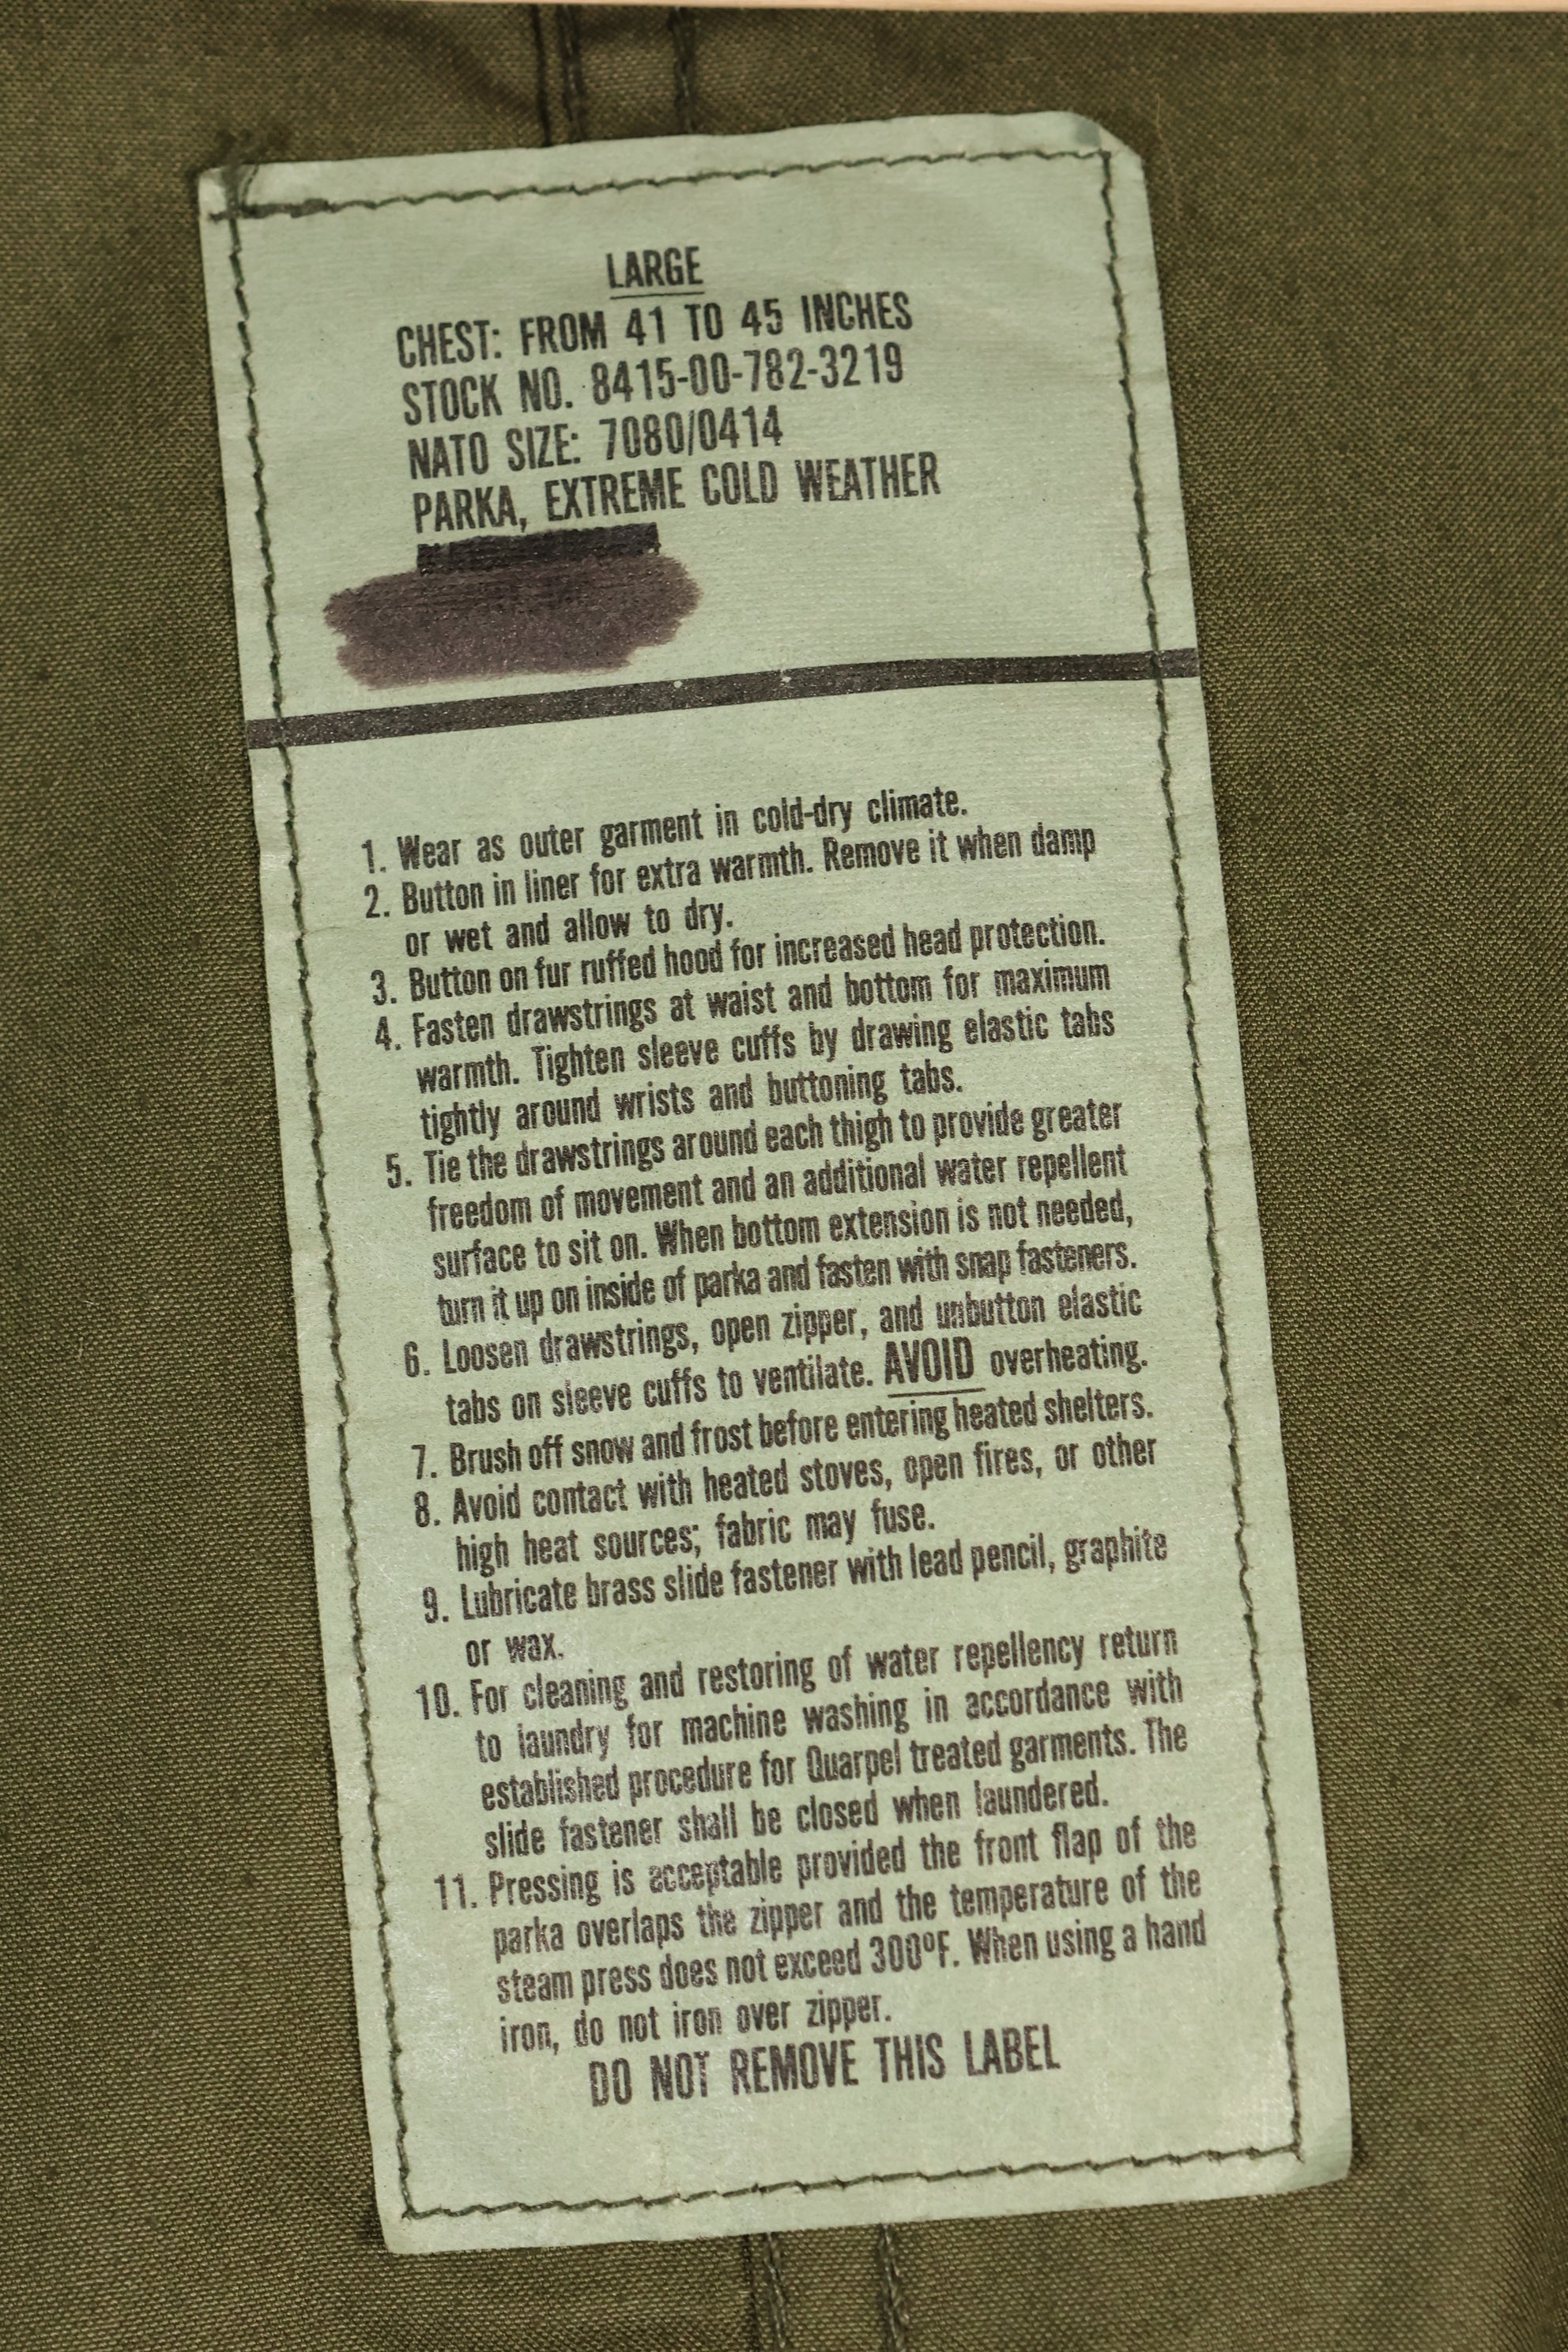 LARGE
CHEST: FROM 41 TO 45 INCHES
STOCK NO. 8415-00-782-3219
NATO SIZE: 7080/0414
PARKA, EXTREME COLD WEATHER
1. Wear as outer garment in cold-dry climate.
2. Button in liner for extra warmth. Remove it when damp
or wet and allow to dry.
3. Button on fur ruffed hood for increased head protection.
4. Fasten drawstrings at waist and bottom for maximum
warmth. Tighten sleeve cuffs by drawing elastic tabs
tightly around wrists and buttoning tabs.
5. Tie the drawstrings around each thigh to provide greater
freedom of movement and an additional water repellent
surface to sit on. When bottom extension is not needed,
turn it up on inside of parka and fasten with snap fasteners.
6. Loosen drawstrings, open zipper, and unbutton elastic
tabs on sleeve cuffs to ventilate. AVOID overheating.
7. Brush off snow and frost before entering heated shelters.
8. Avoid contact with heated stoves, open fires, or other
high heat sources; fabric may fuse.
9. Lubricate brass slide fastener with lead pencil, graphite
or wax.
10. For cleaning and restoring of water repellency return
to laundry for machine washing in accordance with
established procedure for Quarpel treated garments. The
slide fastener shall be closed when laundered.
11. Pressing is acceptable provided the front flap of the
parka overlaps the zipper and the temperature of the
steam press does not exceed 300ºF. When using a hand
iron, do not iron over zipper.
DO NOT REMOVE THIS LABEL